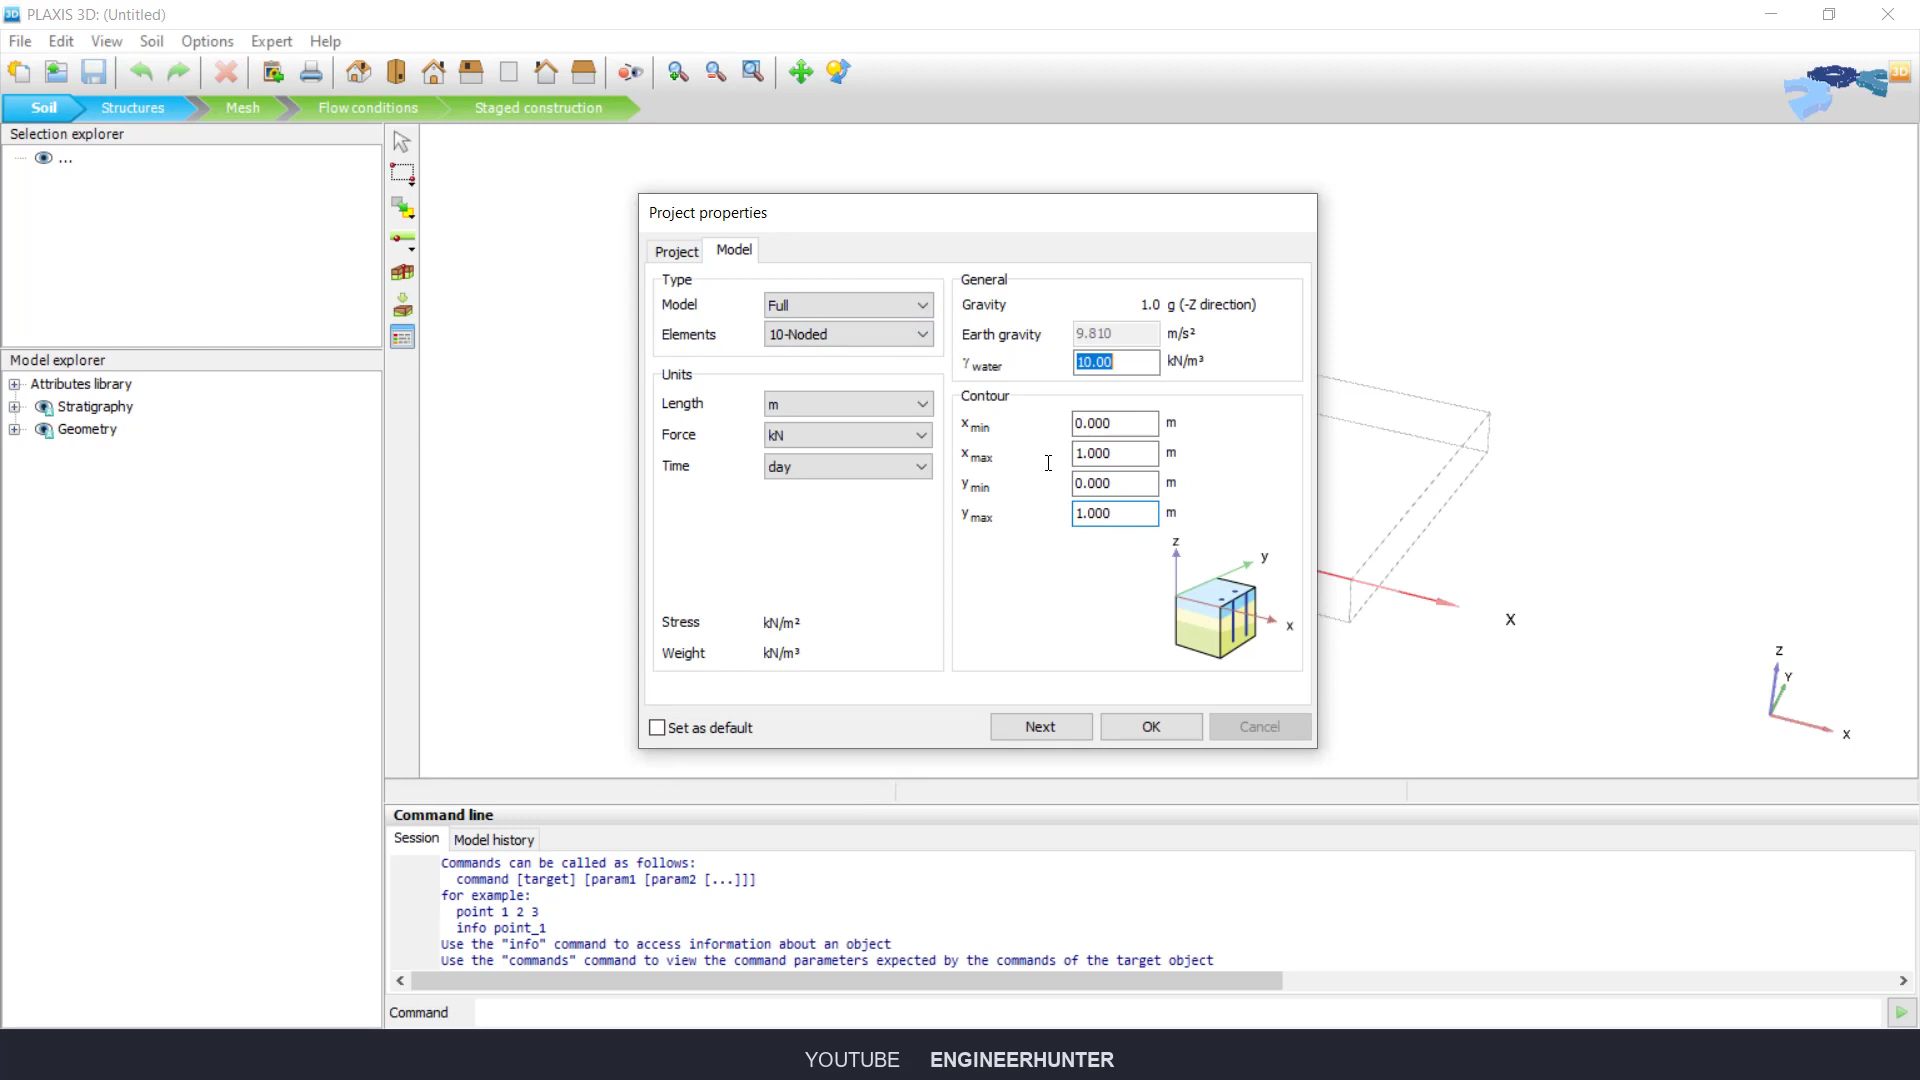 PLAXIS 3D: (Untitled)
File Edit View Soil Options Expert Help
3D
Soil Structures Mesh Flow conditions Staged construction
Selection explorer
...
Model explorer
Attributes library
Stratigraphy
Geometry
Project properties
Project Model
Type
Model Full
Elements 10-Noded
Units
Length m
Force kN
Time day
Stress kN/m²
Weight kN/m³
General
Gravity 1.0 g (-Z direction)
Earth gravity 9.810 m/s²
γ water 10.00 kN/m³
Contour
x min 0.000 m
x max 1.000 m
y min 0.000 m
y max 1.000 m
z
y
x
Set as default Next OK Cancel
X
Z
Y
X
Command line
Session Model history
Commands can be called as follows:
command [target] [param1 [param2 [...]]]
for example:
point 1 2 3
info point_1
Use the "info" command to access information about an object
Use the "commands" command to view the command parameters expected by the commands of the target object
Command
YOUTUBE ENGINEERHUNTER